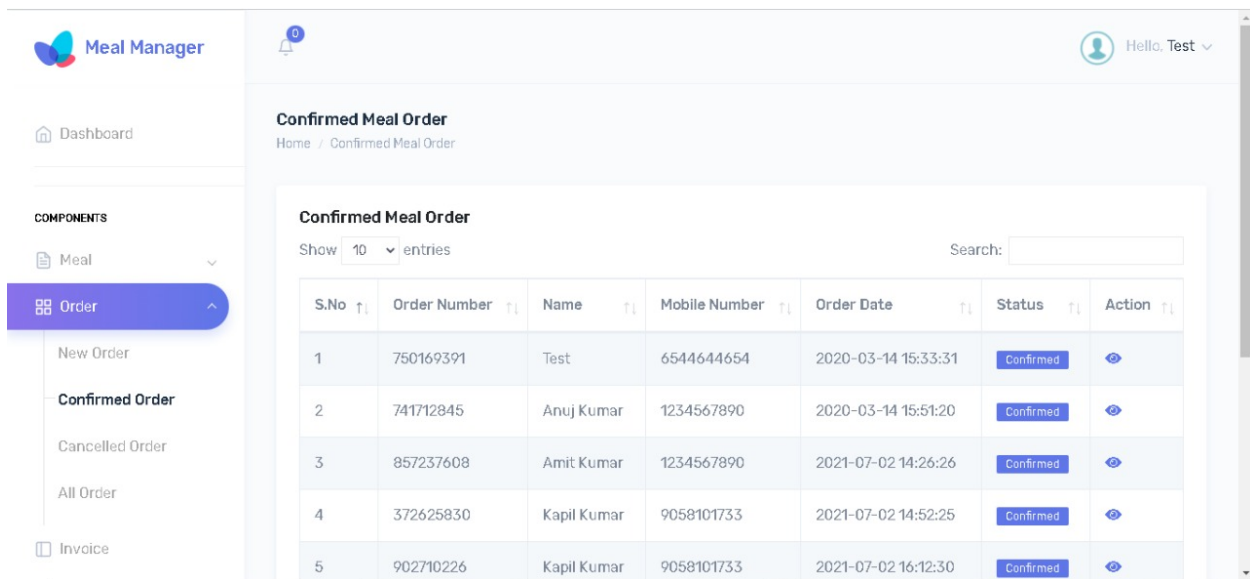 Meal Manager
0
Hello, Test
Dashboard
COMPONENTS
Meal
Order
New Order
Confirmed Order
Cancelled Order
All Order
Invoice
Confirmed Meal Order
Home / Confirmed Meal Order
Confirmed Meal Order
Show 10 entries
Search:
S.No Order Number Name Mobile Number Order Date Status Action
1 750169391 Test 6544644654 2020-03-14 15:33:31 Confirmed
2 741712845 Anuj Kumar 1234567890 2020-03-14 15:51:20 Confirmed
3 857237608 Amit Kumar 1234567890 2021-07-02 14:26:26 Confirmed
4 372625830 Kapil Kumar 9058101733 2021-07-02 14:52:25 Confirmed
5 902710226 Kapil Kumar 9058101733 2021-07-02 16:12:30 Confirmed